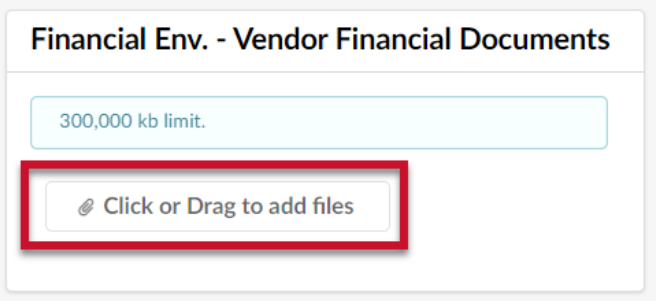 Financial Env. - Vendor Financial Documents
300,000 kb limit.
Click or Drag to add files